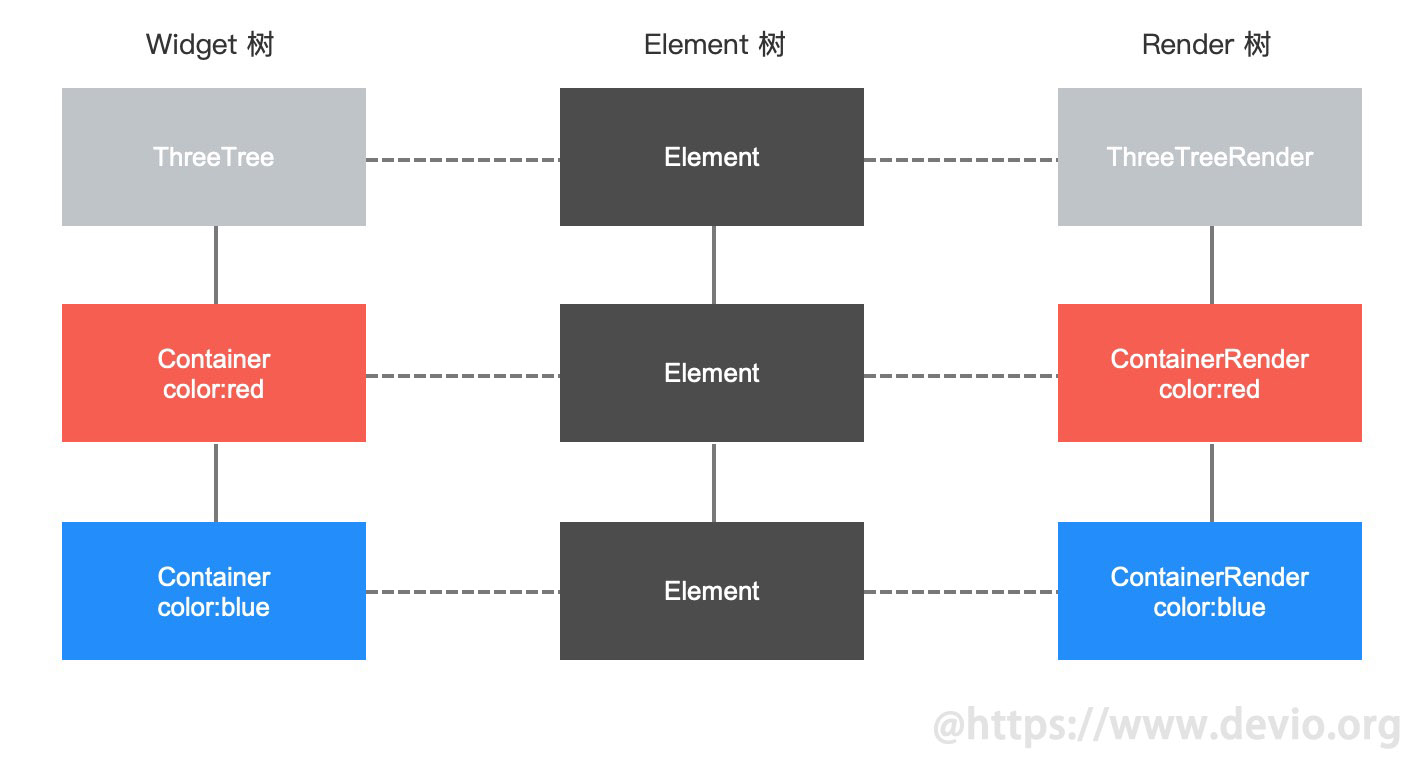 Widget 树
Element 树
Render 树
ThreeTree
Element
ThreeTreeRender
Container
color:red
Element
ContainerRender
color:red
Container
color:blue
Element
ContainerRender
color:blue
@https://www.devio.org